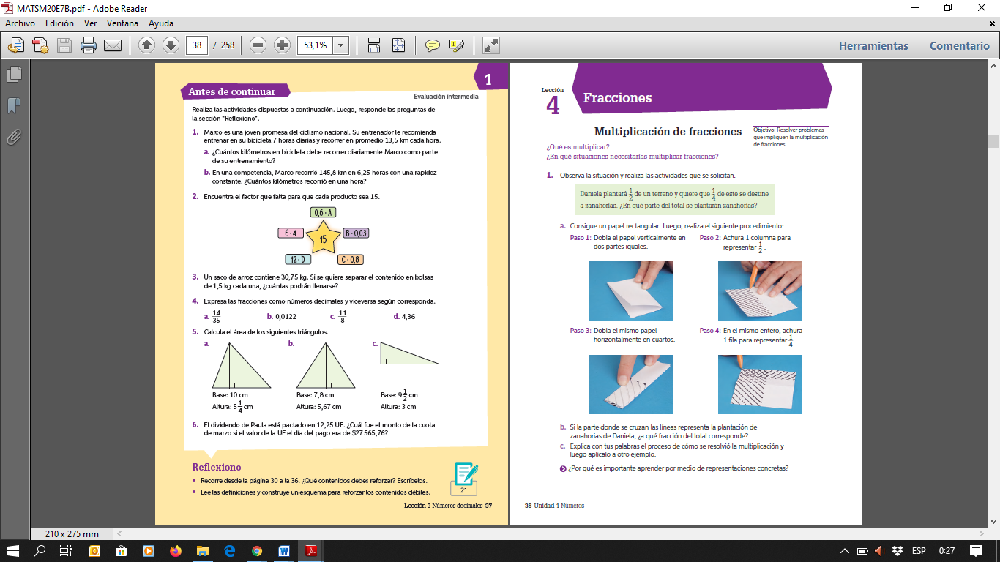 MATSM20E7B.pdf - Adobe Reader
Archivo Edición Ver Ventana Ayuda
38 / 258 53,1% Herramientas Comentario
1
Antes de continuar
Evaluación intermedia
Realiza las actividades dispuestas a continuación. Luego, responde las preguntas de
la sección “Reflexiono”.
1. Marco es una joven promesa del ciclismo nacional. Su entrenador le recomienda
entrenar en su bicicleta 7 horas diarias y recorrer en promedio 13,5 km cada hora.
a. ¿Cuántos kilómetros en bicicleta debe recorrer diariamente Marco como parte
de su entrenamiento?
b. En una competencia, Marco recorrió 145,8 km en 6,25 horas con una rapidez
constante. ¿Cuántos kilómetros recorrió en una hora?
2. Encuentra el factor que falta para que cada producto sea 15.
0,6 · A
E · 4 15 B · 0,03
12 · D C · 0,8
3. Un saco de arroz contiene 30,75 kg. Si se quiere separar el contenido en bolsas
de 1,5 kg cada una, ¿cuántas podrán llenarse?
4. Expresa las fracciones como números decimales y viceversa según corresponda.
a. 14/35 b. 0,0122 c. 11/8 d. 4,36
5. Calcula el área de los siguientes triángulos.
a. b. c.
Base: 10 cm Base: 7,8 cm Base: 9 1/2 cm
Altura: 5 1/4 cm Altura: 5,67 cm Altura: 3 cm
6. El dividendo de Paula está pactado en 12,25 UF. ¿Cuál fue el monto de la cuota
de marzo si el valor de la UF el día del pago era de $27 565,76?
Reflexiono
• Recorre desde la página 30 a la 36. ¿Qué contenidos debes reforzar? Escríbelos.
• Lee las definiciones y construye un esquema para reforzar los contenidos débiles.
21
Lección 3 Números decimales 37
Lección
4
Fracciones
Multiplicación de fracciones
Objetivo: Resolver problemas
que impliquen la multiplicación
de fracciones.
¿Qué es multiplicar?
¿En qué situaciones necesitarías multiplicar fracciones?
1. Observa la situación y realiza las actividades que se solicitan.
Daniela plantará 1/2 de un terreno y quiere que 1/4 de este se destine
a zanahorias. ¿En qué parte del total se plantarán zanahorias?
a. Consigue un papel rectangular. Luego, realiza el siguiente procedimiento:
Paso 1: Dobla el papel verticalmente en
dos partes iguales.
Paso 2: Achura 1 columna para
representar 1/2 .
Paso 3: Dobla el mismo papel
horizontalmente en cuartos.
Paso 4: En el mismo entero, achura
1 fila para representar 1/4.
b. Si la parte donde se cruzan las líneas representa la plantación de
zanahorias de Daniela, ¿a qué fracción del total corresponde?
c. Explica con tus palabras el proceso de cómo se resolvió la multiplicación y
luego aplícalo a otro ejemplo.
¿Por qué es importante aprender por medio de representaciones concretas?
38 Unidad 1 Números
210 x 275 mm
ESP 0:27